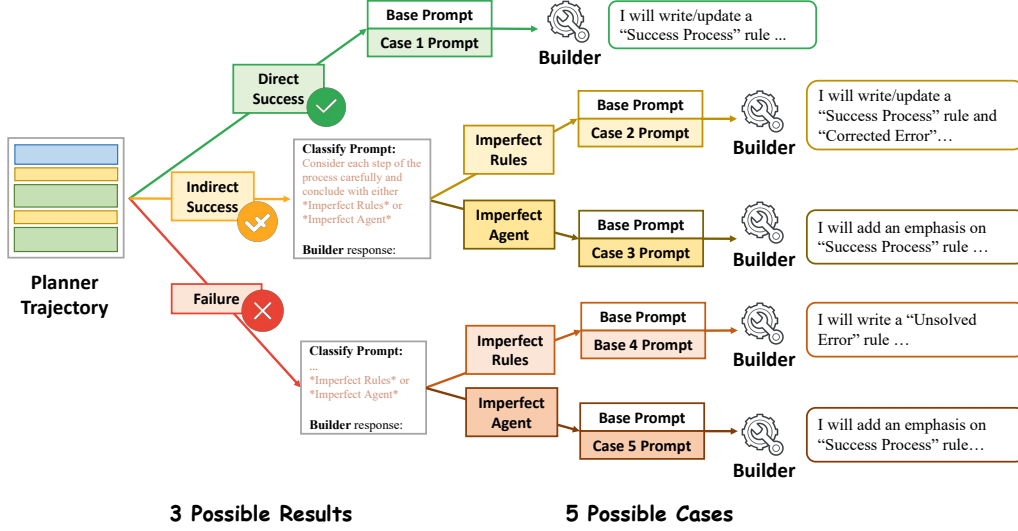 Base Prompt
Case 1 Prompt
Builder
I will write/update a
“Success Process” rule ...
Direct
Success
Planner
Trajectory
Indirect
Success
Classify Prompt:
Consider each step of the
process carefully and
conclude with either
*Imperfect Rules* or
*Imperfect Agent*
Builder response:
Imperfect
Rules
Base Prompt
Case 2 Prompt
Builder
I will write/update a
“Success Process” rule and
“Corrected Error”…
Imperfect
Agent
Base Prompt
Case 3 Prompt
Builder
I will add an emphasis on
“Success Process” rule …
Failure
Classify Prompt:
...
*Imperfect Rules* or
*Imperfect Agent*
Builder response:
Imperfect
Rules
Base Prompt
Base 4 Prompt
Builder
I will write a “Unsolved
Error” rule …
Imperfect
Agent
Base Prompt
Case 5 Prompt
Builder
I will add an emphasis on
“Success Process” rule…
3 Possible Results
5 Possible Cases